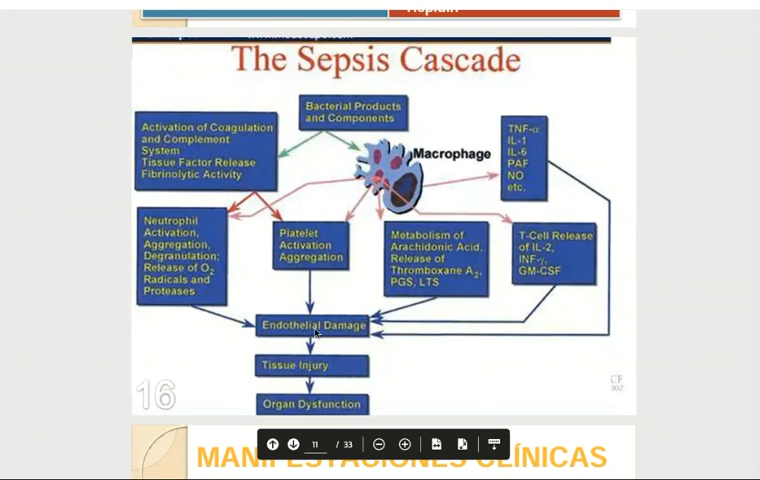 The Sepsis Cascade
Bacterial Products
and Components
Activation of Coagulation
and Complement
System
Tissue Factor Release
Fibrinolytic Activity
Macrophage
TNF-α
IL-1
IL-6
PAF
NO
etc.
Neutrophil
Activation,
Aggregation,
Degranulation;
Release of O2
Radicals and
Proteases
Platelet
Activation
Aggregation
Metabolism of
Arachidonic Acid,
Release of
Thromboxane A2,
PGS, LTS
T-Cell Release
of IL-2,
INF-γ,
GM-CSF
Endothelial Damage
Tissue Injury
Organ Dysfunction
16
11 / 33
MANIFESTACIONES CLÍNICAS